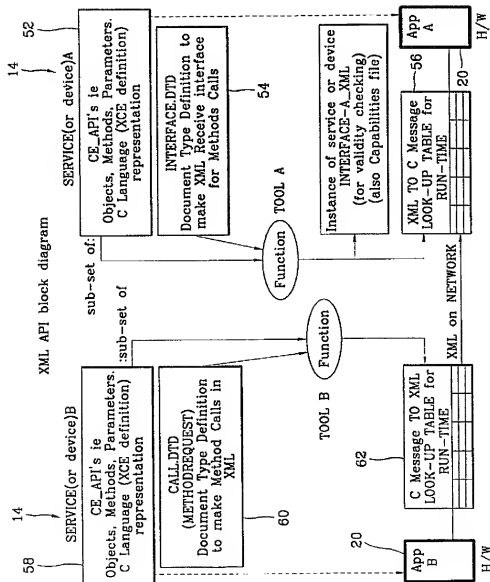 XML API block diagram
14
SERVICE(or device)B
58
CE_API's ie
Objects, Methods, Parameters.
C Language (XCE definition)
representation
:sub-set of
CALL.DTD
(METHODREQUEST)
Document Type Definition
to make Method Calls in
XML
60
TOOL B
Function
62
C Message TO XML
LOOK-UP TABLE for
RUN-TIME
20
App
B
H/W
XML on NETWORK
14
SERVICE(or device)A
52
CE_API's ie
Objects, Methods, Parameters.
C Language (XCE definition)
representation
sub-set of:
INTERFACE.DTD
Document Type Definition to
make XML Receive interface
for Methods Calls
54
Function
TOOL A
Instance of service or device
INTERFACE-A_XML
(for validity checking)
(also Capabilities file)
56
XML TO C Message
LOOK-UP TABLE for
RUN-TIME
20
App
A
H/W